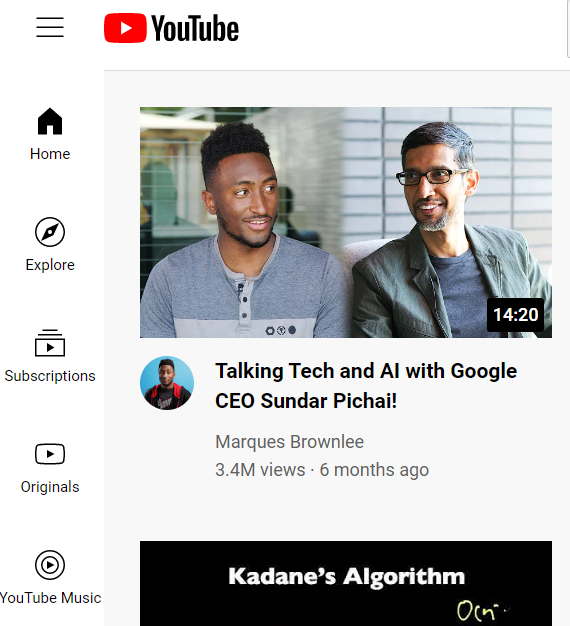 YouTube
Home
Explore
Subscriptions
Originals
YouTube Music
14:20
Talking Tech and AI with Google
CEO Sundar Pichai!
Marques Brownlee
3.4M views · 6 months ago
Kadane's Algorithm